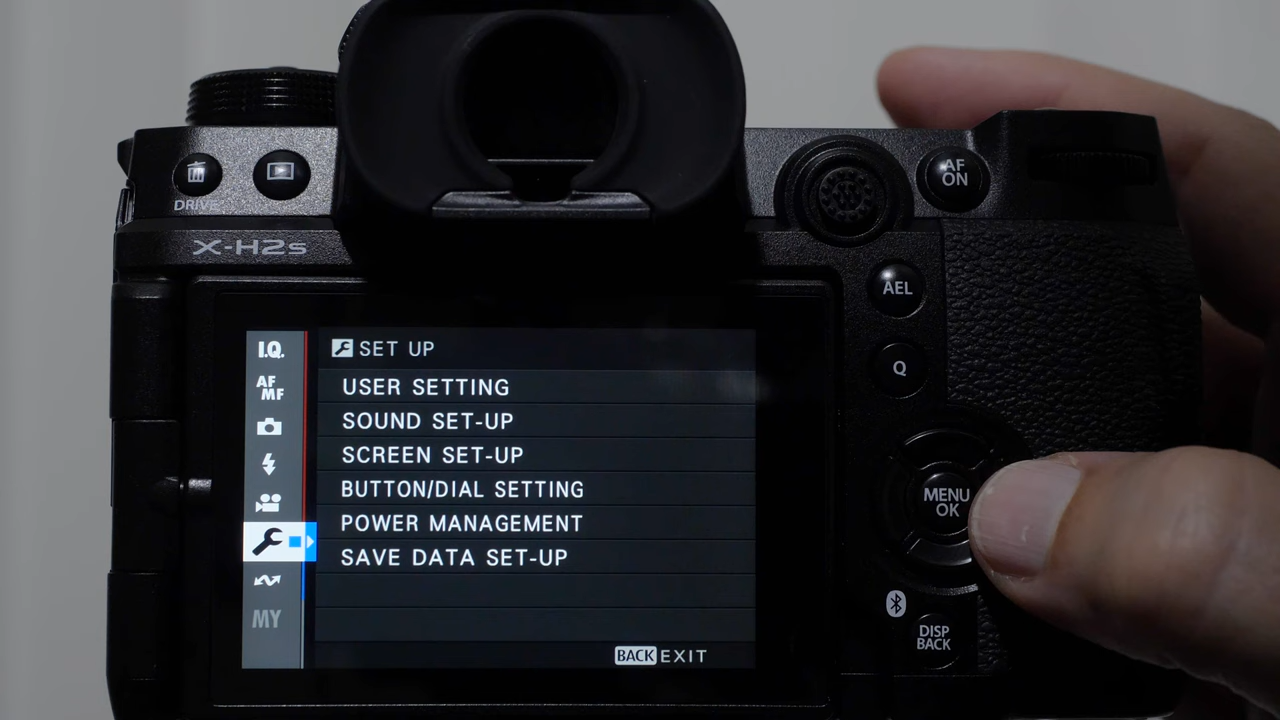 DRIVE
AF
ON
X-H2S
AEL
Q
I.Q.
SET UP
AF
MF
USER SETTING
SOUND SET-UP
SCREEN SET-UP
BUTTON/DIAL SETTING
POWER MANAGEMENT
SAVE DATA SET-UP
MY
BACK EXIT
MENU
OK
DISP
BACK